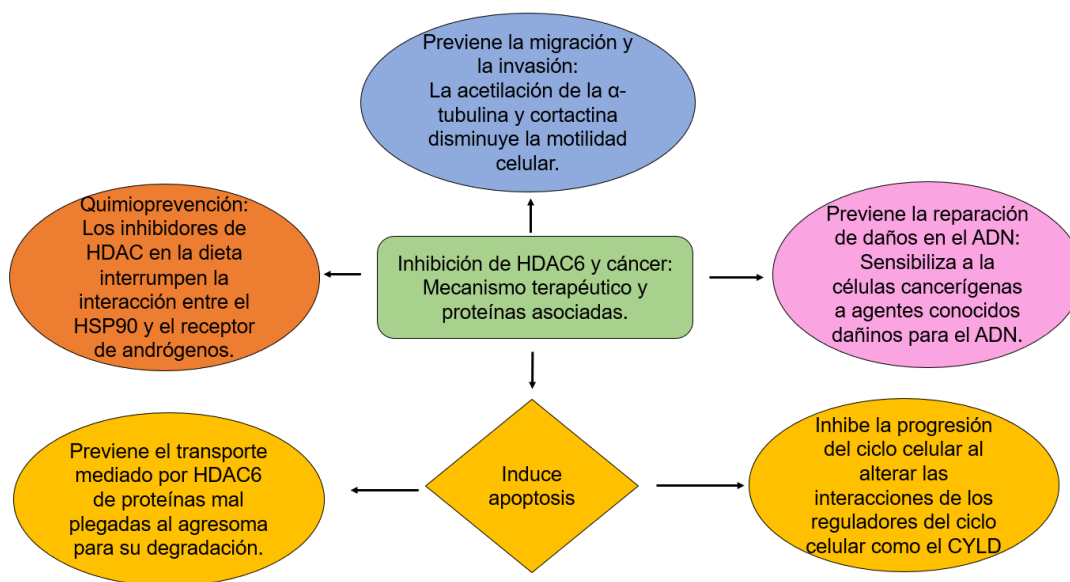 Previene la migración y
la invasión:
La acetilación de la α-
tubulina y cortactina
disminuye la motilidad
celular.
Quimioprevención:
Los inhibidores de
HDAC en la dieta
interrumpen la
interacción entre el
HSP90 y el receptor
de andrógenos.
Inhibición de HDAC6 y cáncer:
Mecanismo terapéutico y
proteínas asociadas.
Previene la reparación
de daños en el ADN:
Sensibiliza a la
células cancerígenas
a agentes conocidos
dañinos para el ADN.
Previene el transporte
mediado por HDAC6
de proteínas mal
plegadas al agresoma
para su degradación.
Induce
apoptosis
Inhibe la progresión
del ciclo celular al
alterar las
interacciones de los
reguladores del ciclo
celular como el CYLD